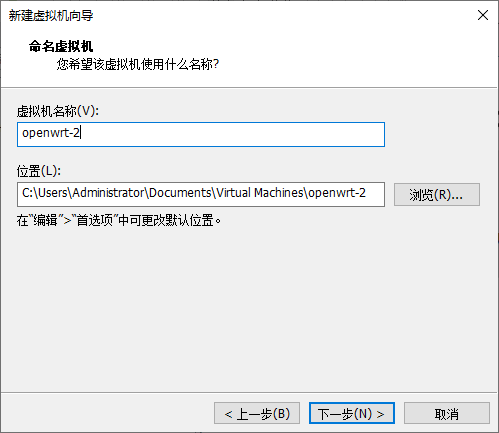 新建虚拟机向导
命名虚拟机
您希望该虚拟机使用什么名称?
虚拟机名称(V):
openwrt-2
位置(L):
C:\Users\Administrator\Documents\Virtual Machines\openwrt-2
浏览(R)...
在“编辑”>“首选项”中可更改默认位置。
< 上一步(B)
下一步(N) >
取消